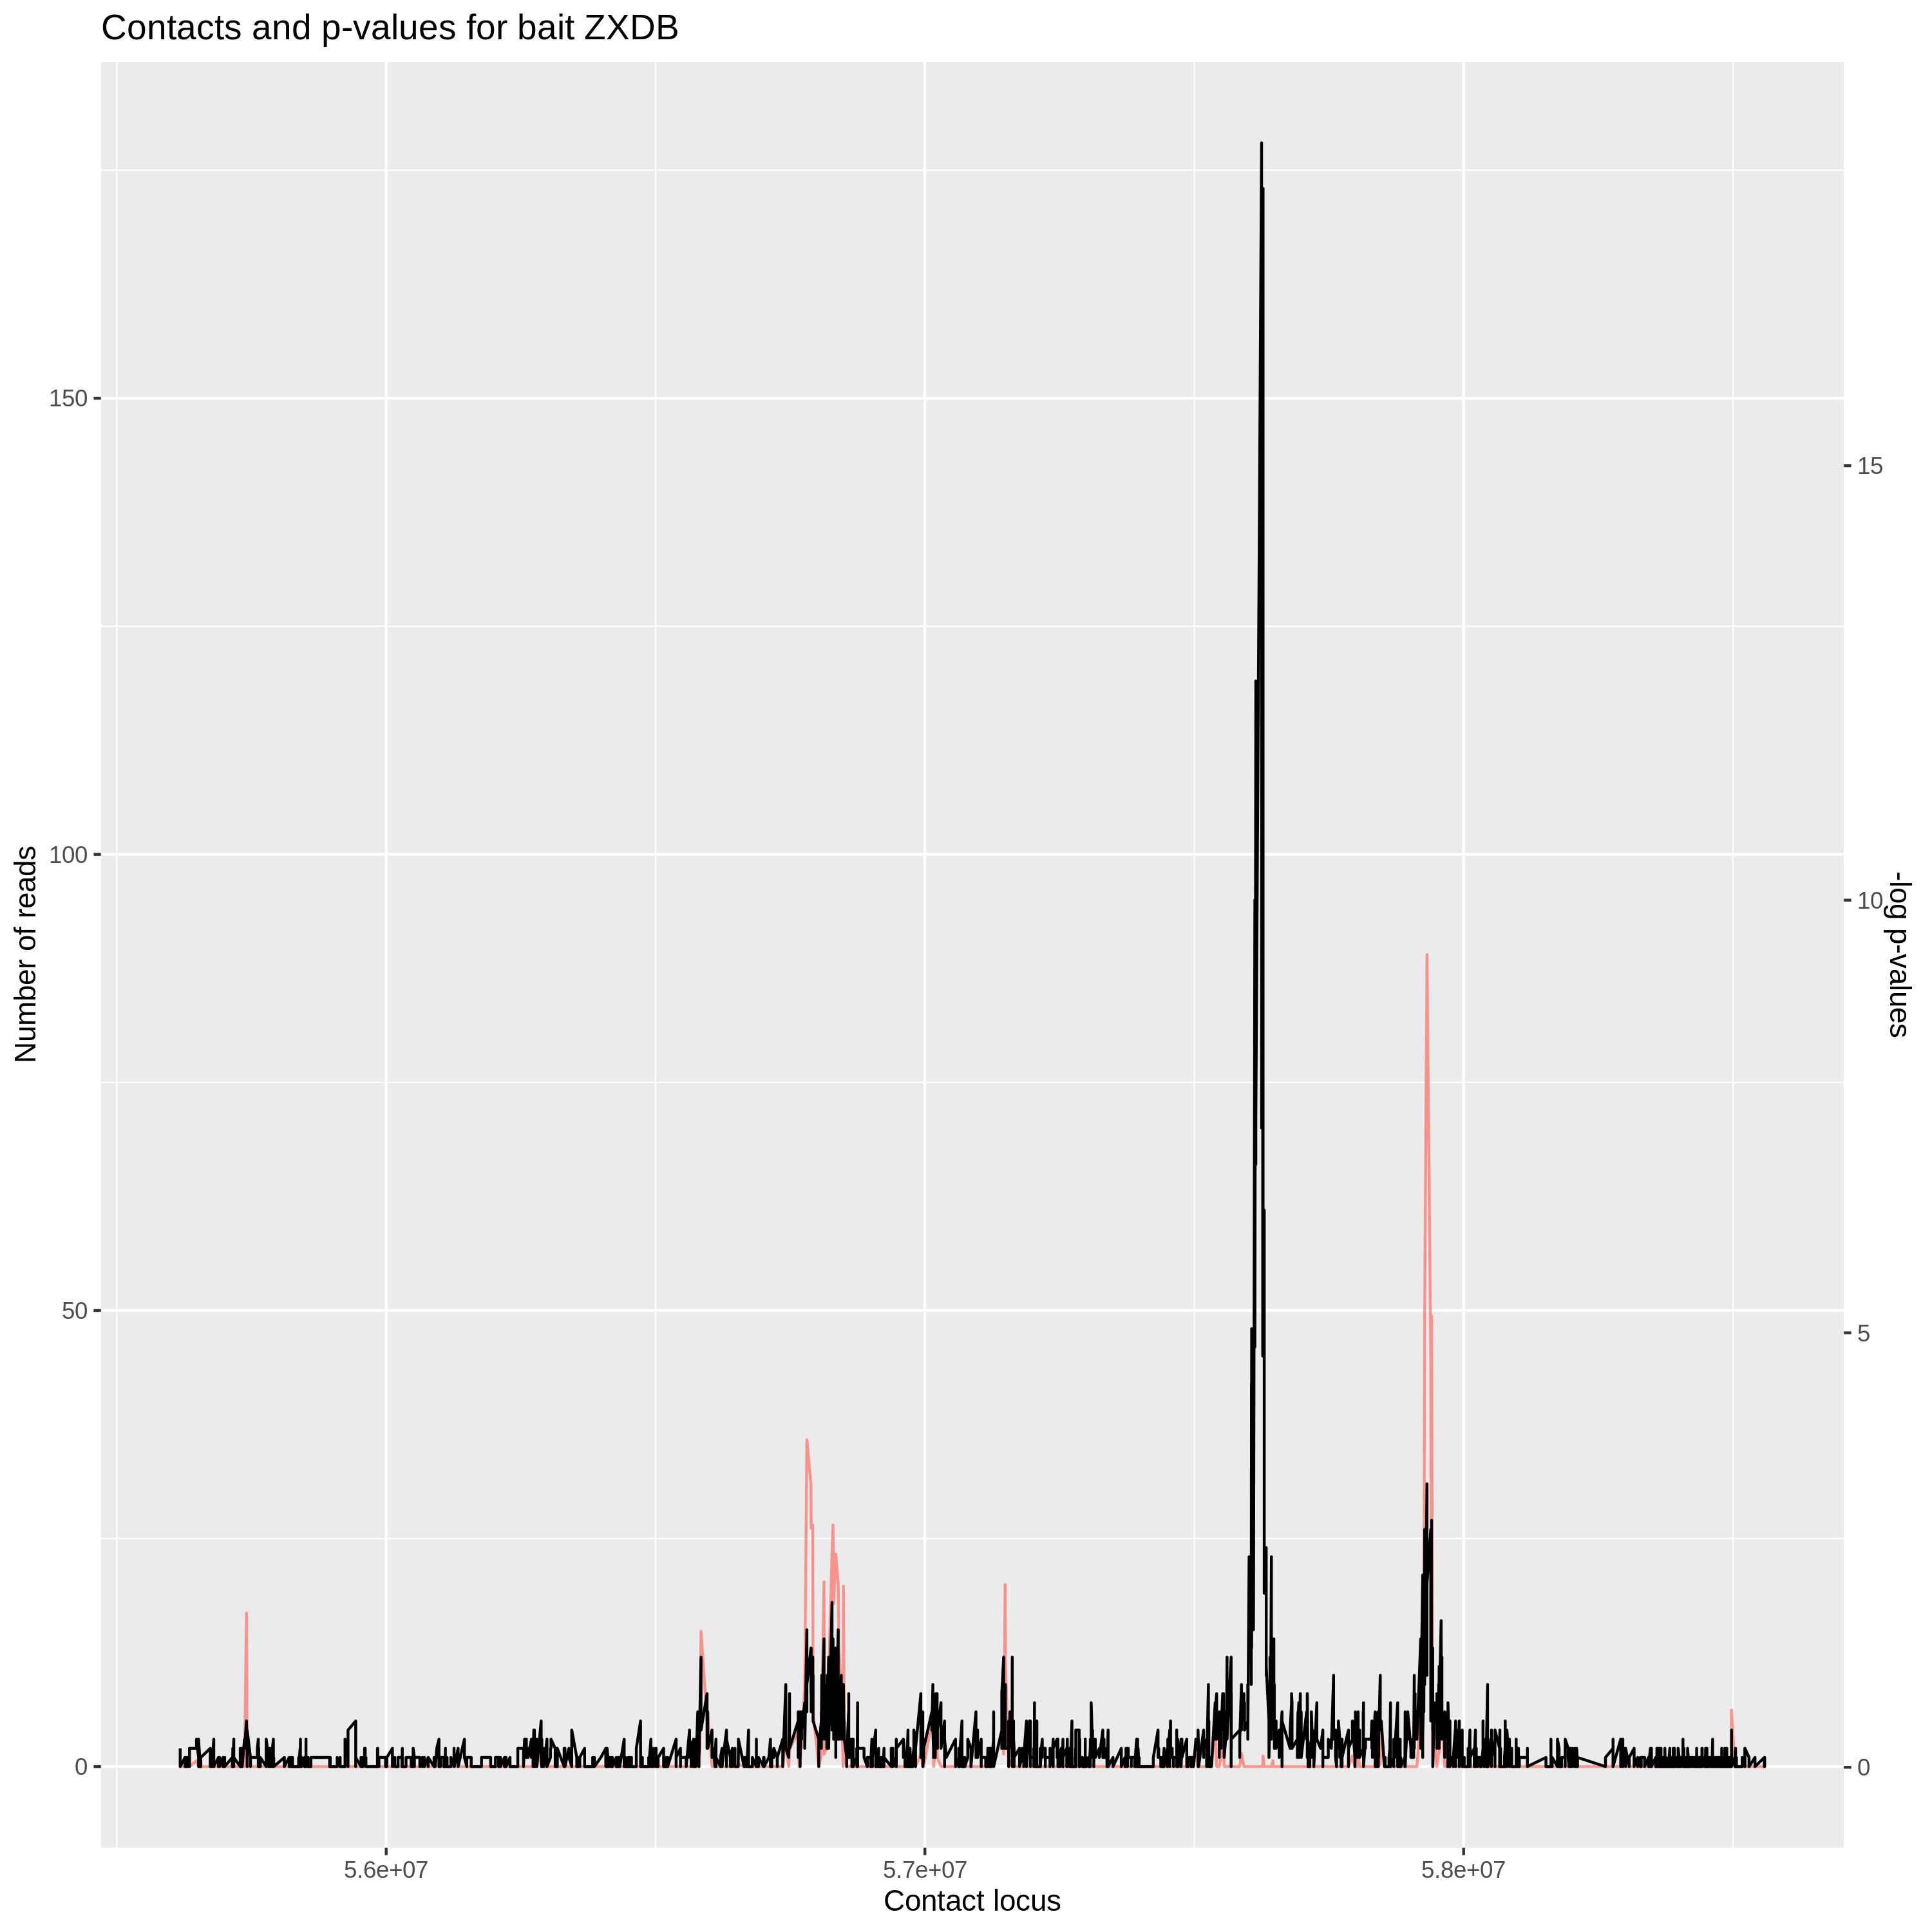 Contacts and p-values for bait ZXDB
150
100
50
0
Number of reads
15
10
5
0
-log p-values
5.6e+07
5.7e+07
5.8e+07
Contact locus